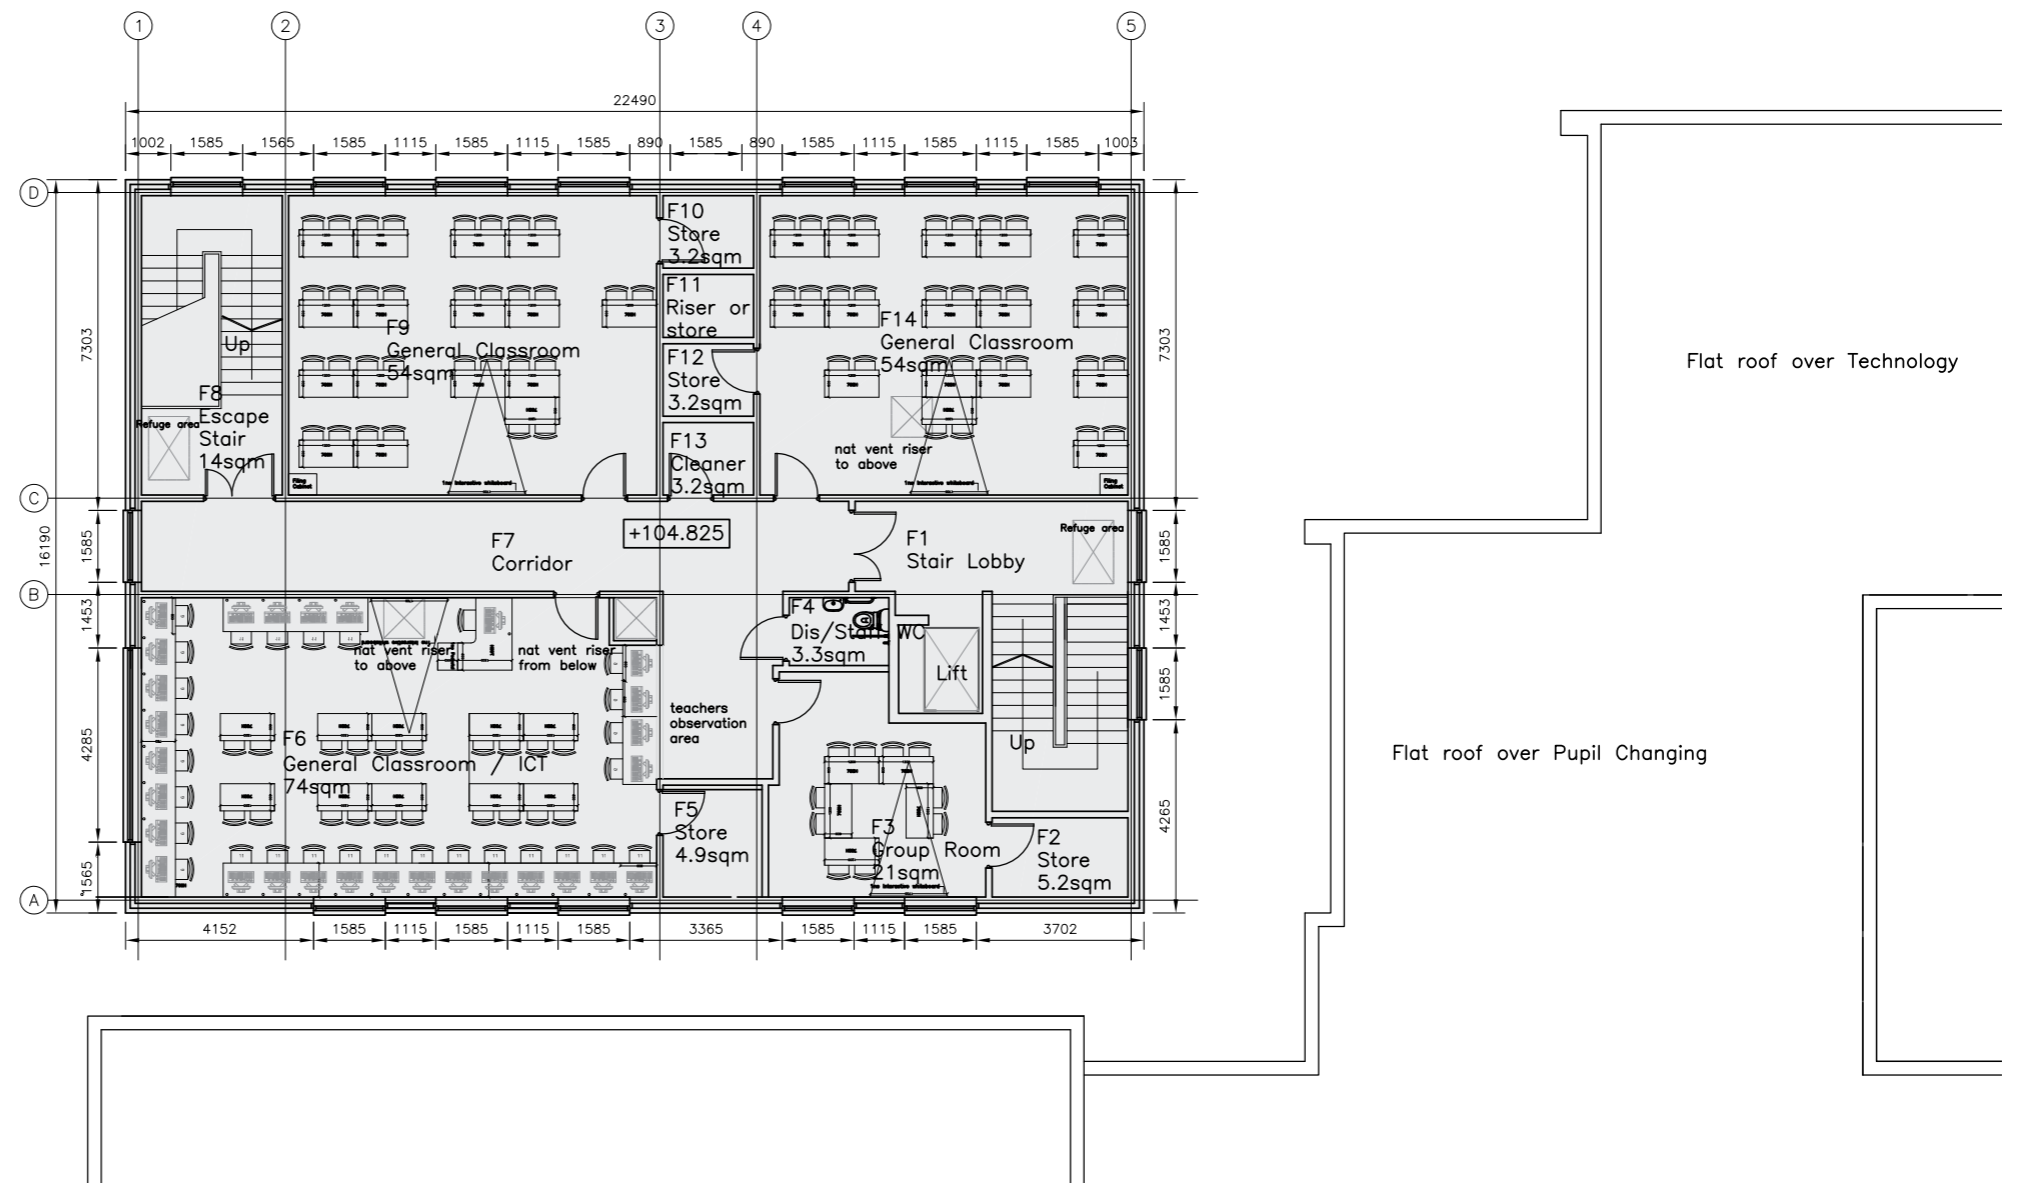 1 2 3 4 5
22490
1002 1585 1565 1585 1115 1585 1115 1585 890 1585 890 1585 1115 1585 1115 1585 1003
D
C
B
A
16190
7303
1585
1453
4285
1565
7303
1585
1453
1585
4265
F10
Store
3.2sqm
F11
Riser or
store
F12
Store
3.2sqm
F13
Cleaner
3.2sqm
F9
General Classroom
54sqm
F14
General Classroom
54sqm
nat vent riser
to above
Up
F8
Escape
Stair
14sqm
Refuge area
Filing
Cabinet
Filing
Cabinet
F7
Corridor
+104.825
F1
Stair Lobby
Refuge area
F4
Dis/Staff WC
3.3sqm
Lift
Up
nat vent riser
to above
nat vent riser
from below
teachers
observation
area
F6
General Classroom / ICT
74sqm
F5
Store
4.9sqm
F3
Group Room
21sqm
F2
Store
5.2sqm
4152 1585 1115 1585 1115 1585 3365 1585 1115 1585 3702
Flat roof over Technology
Flat roof over Pupil Changing